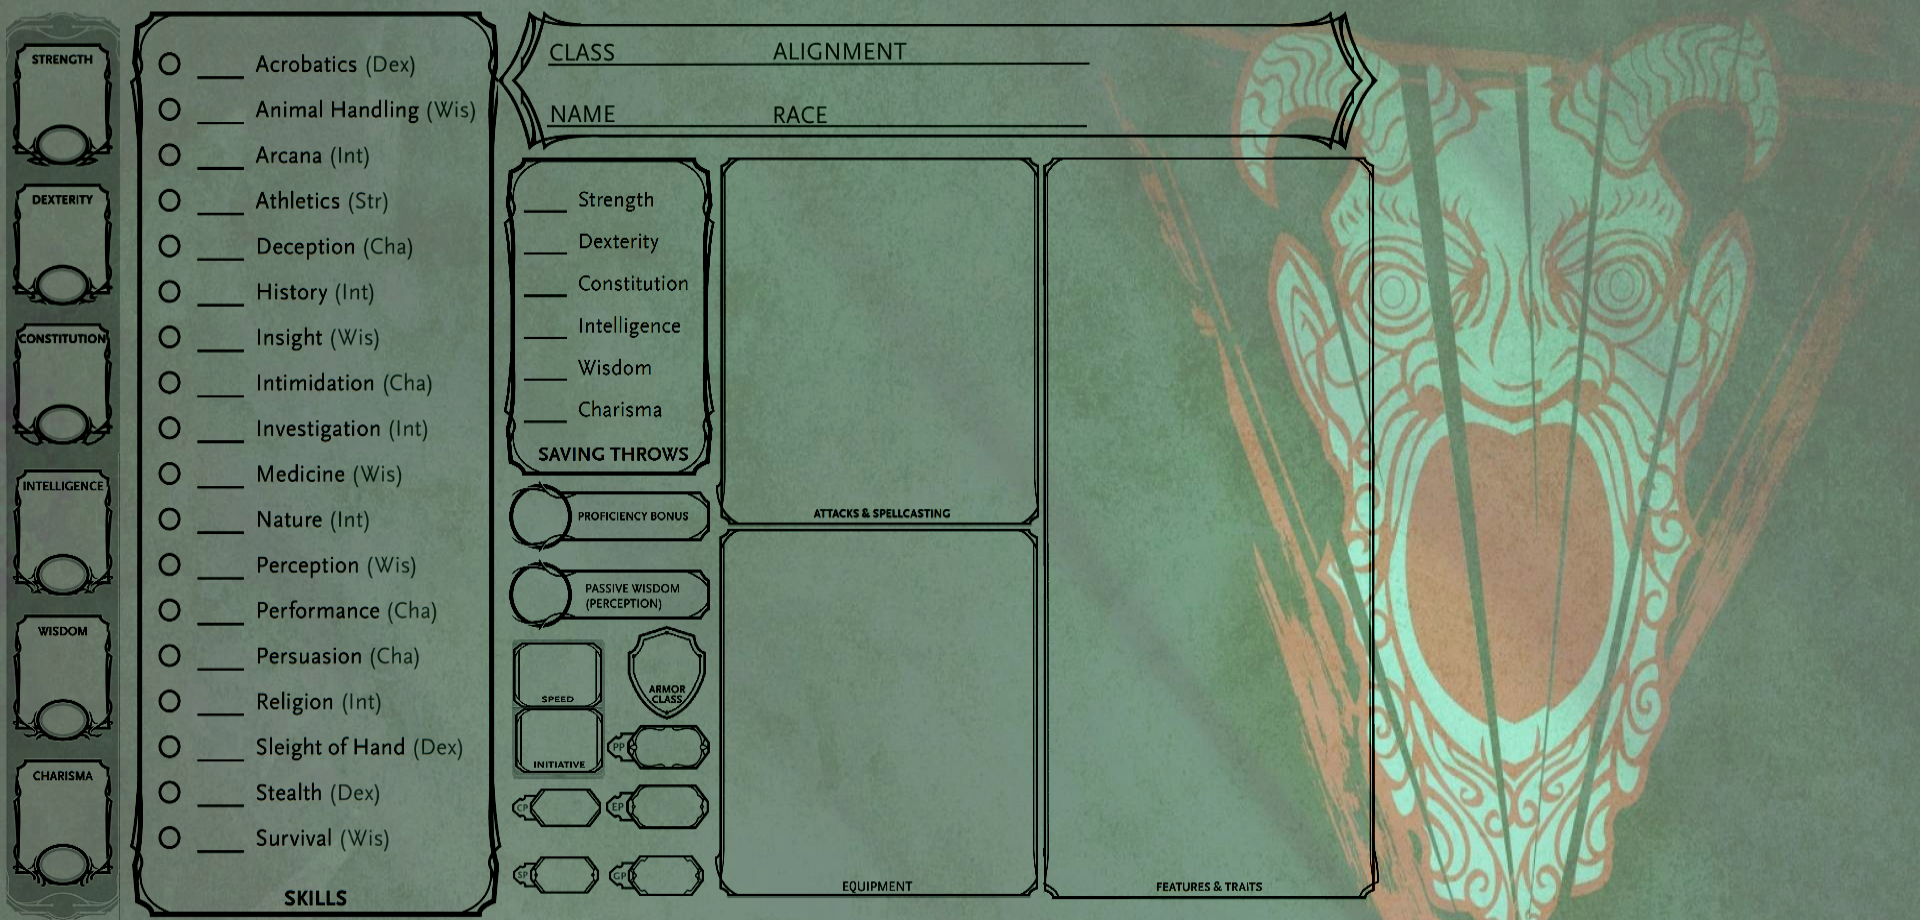 STRENGTH
DEXTERITY
CONSTITUTION
INTELLIGENCE
WISDOM
CHARISMA
Acrobatics (Dex)
Animal Handling (Wis)
Arcana (Int)
Athletics (Str)
Deception (Cha)
History (Int)
Insight (Wis)
Intimidation (Cha)
Investigation (Int)
Medicine (Wis)
Nature (Int)
Perception (Wis)
Performance (Cha)
Persuasion (Cha)
Religion (Int)
Sleight of Hand (Dex)
Stealth (Dex)
Survival (Wis)
SKILLS
CLASS ALIGNMENT
NAME RACE
Strength
Dexterity
Constitution
Intelligence
Wisdom
Charisma
SAVING THROWS
PROFICIENCY BONUS
PASSIVE WISDOM
(PERCEPTION)
SPEED
ARMOR
CLASS
INITIATIVE
PP
CP
EP
SP
GP
ATTACKS & SPELLCASTING
EQUIPMENT
FEATURES & TRAITS